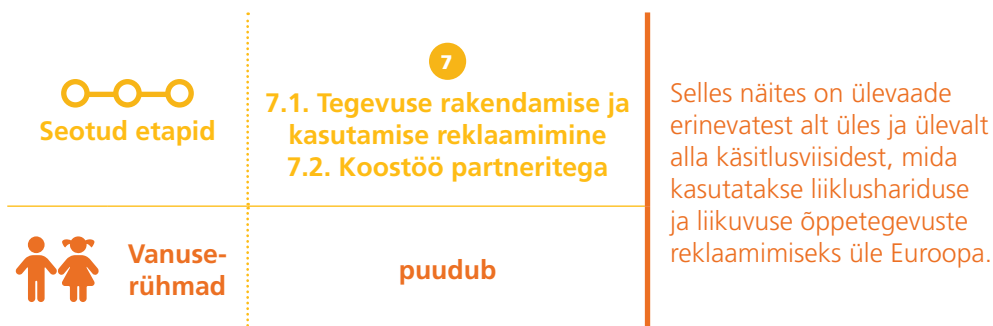 Seotud etapid
7
7.1. Tegevuse rakendamise ja
kasutamise reklaamimine
7.2. Koostöö partneritega
Vanuse-
rühmad
puudub
Selles näites on ülevaade
erinevatest alt üles ja ülevalt
alla käsitlusviisidest, mida
kasutatakse liiklushariduse
ja liikuvuse õppetegevuste
reklaamimiseks üle Euroopa.